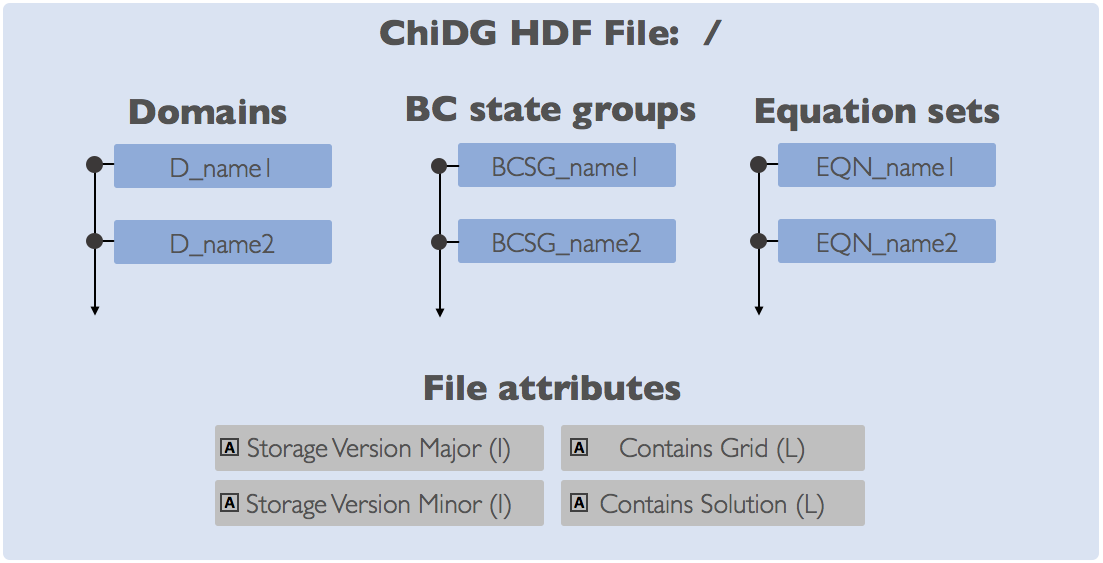 ChiDG HDF File: /
Domains
D_name1
D_name2
BC state groups
BCSG_name1
BCSG_name2
Equation sets
EQN_name1
EQN_name2
File attributes
A Storage Version Major (I)
A Contains Grid (L)
A Storage Version Minor (I)
A Contains Solution (L)